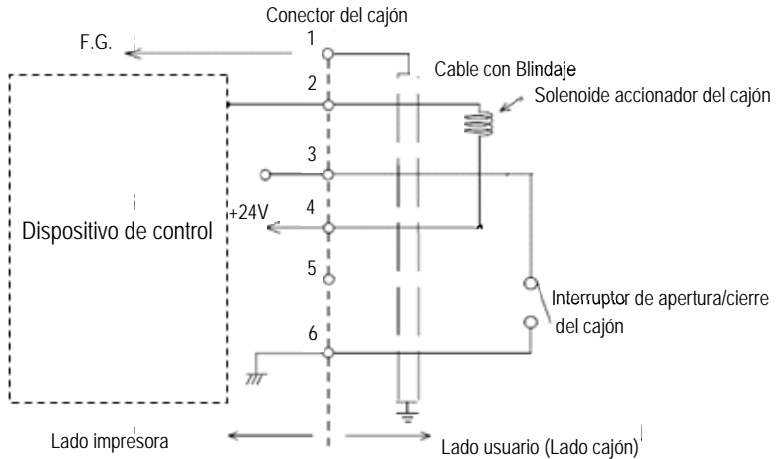 Conector del cajón
F.G.
1
Cable con Blindaje
2
Solenoide accionador del cajón
3
+24V
4
Dispositivo de control
5
Interruptor de apertura/cierre
del cajón
6
Lado impresora
Lado usuario (Lado cajón)